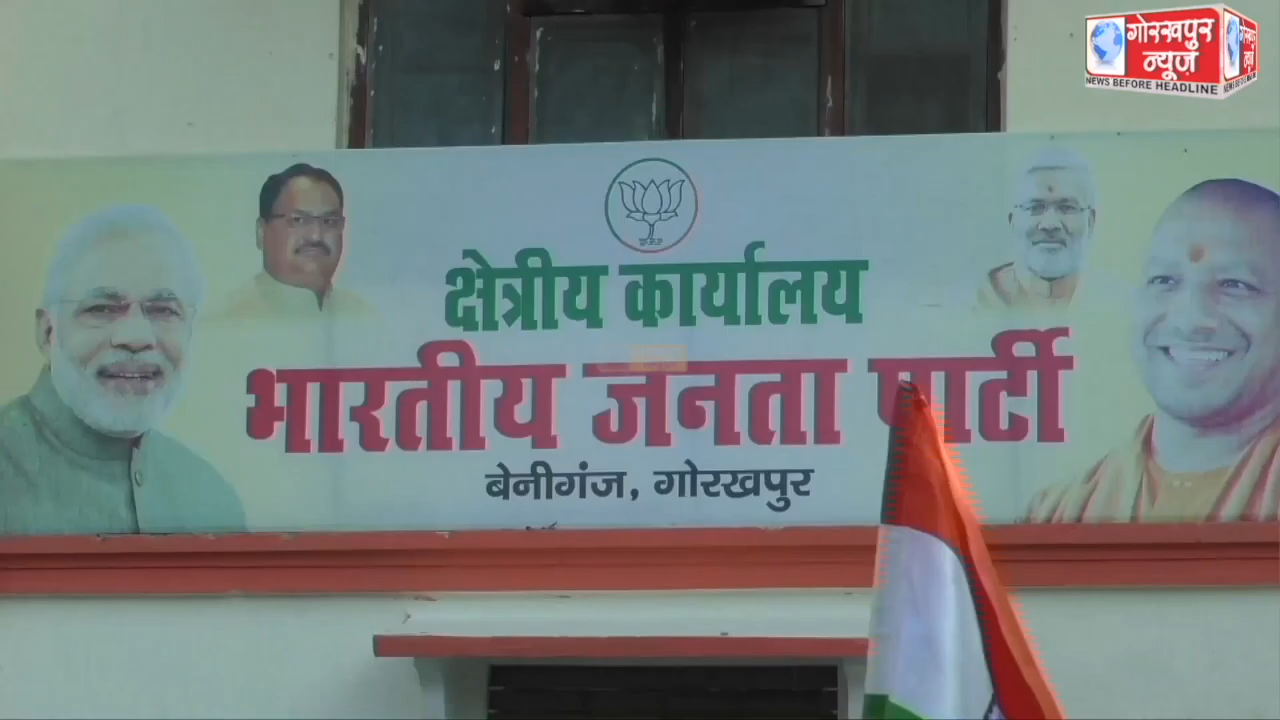 गोरखपुर
न्यूज़
NEWS BEFORE HEADLINE
क्षेत्रीय कार्यालय
भारतीय जनता पार्टी
बेनीगंज, गोरखपुर